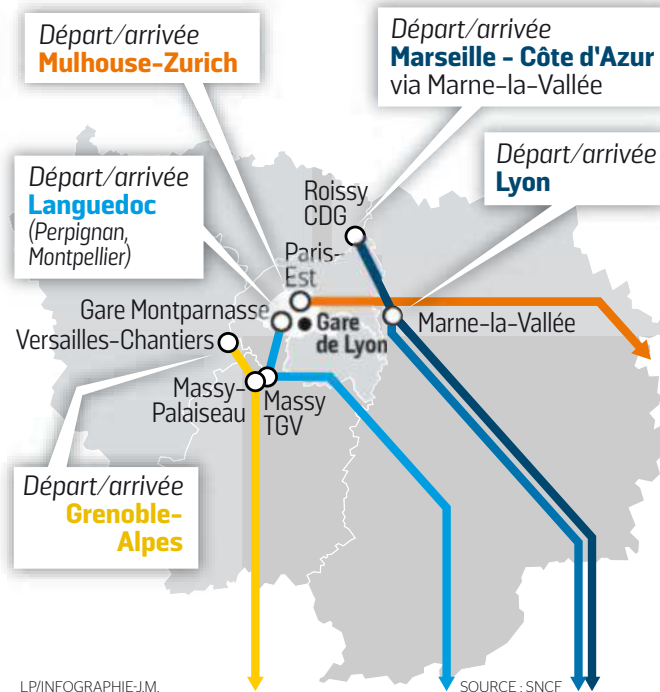 Départ/arrivée
Mulhouse-Zurich
Départ/arrivée
Marseille - Côte d'Azur
via Marne-la-Vallée
Départ/arrivée
Languedoc
(Perpignan,
Montpellier)
Départ/arrivée
Lyon
Roissy
CDG
Paris-
Est
Gare Montparnasse
Gare
de Lyon
Marne-la-Vallée
Versailles-Chantiers
Massy-
Palaiseau
Massy
TGV
Départ/arrivée
Grenoble-
Alpes
LP/INFOGRAPHIE-J.M.
SOURCE : SNCF